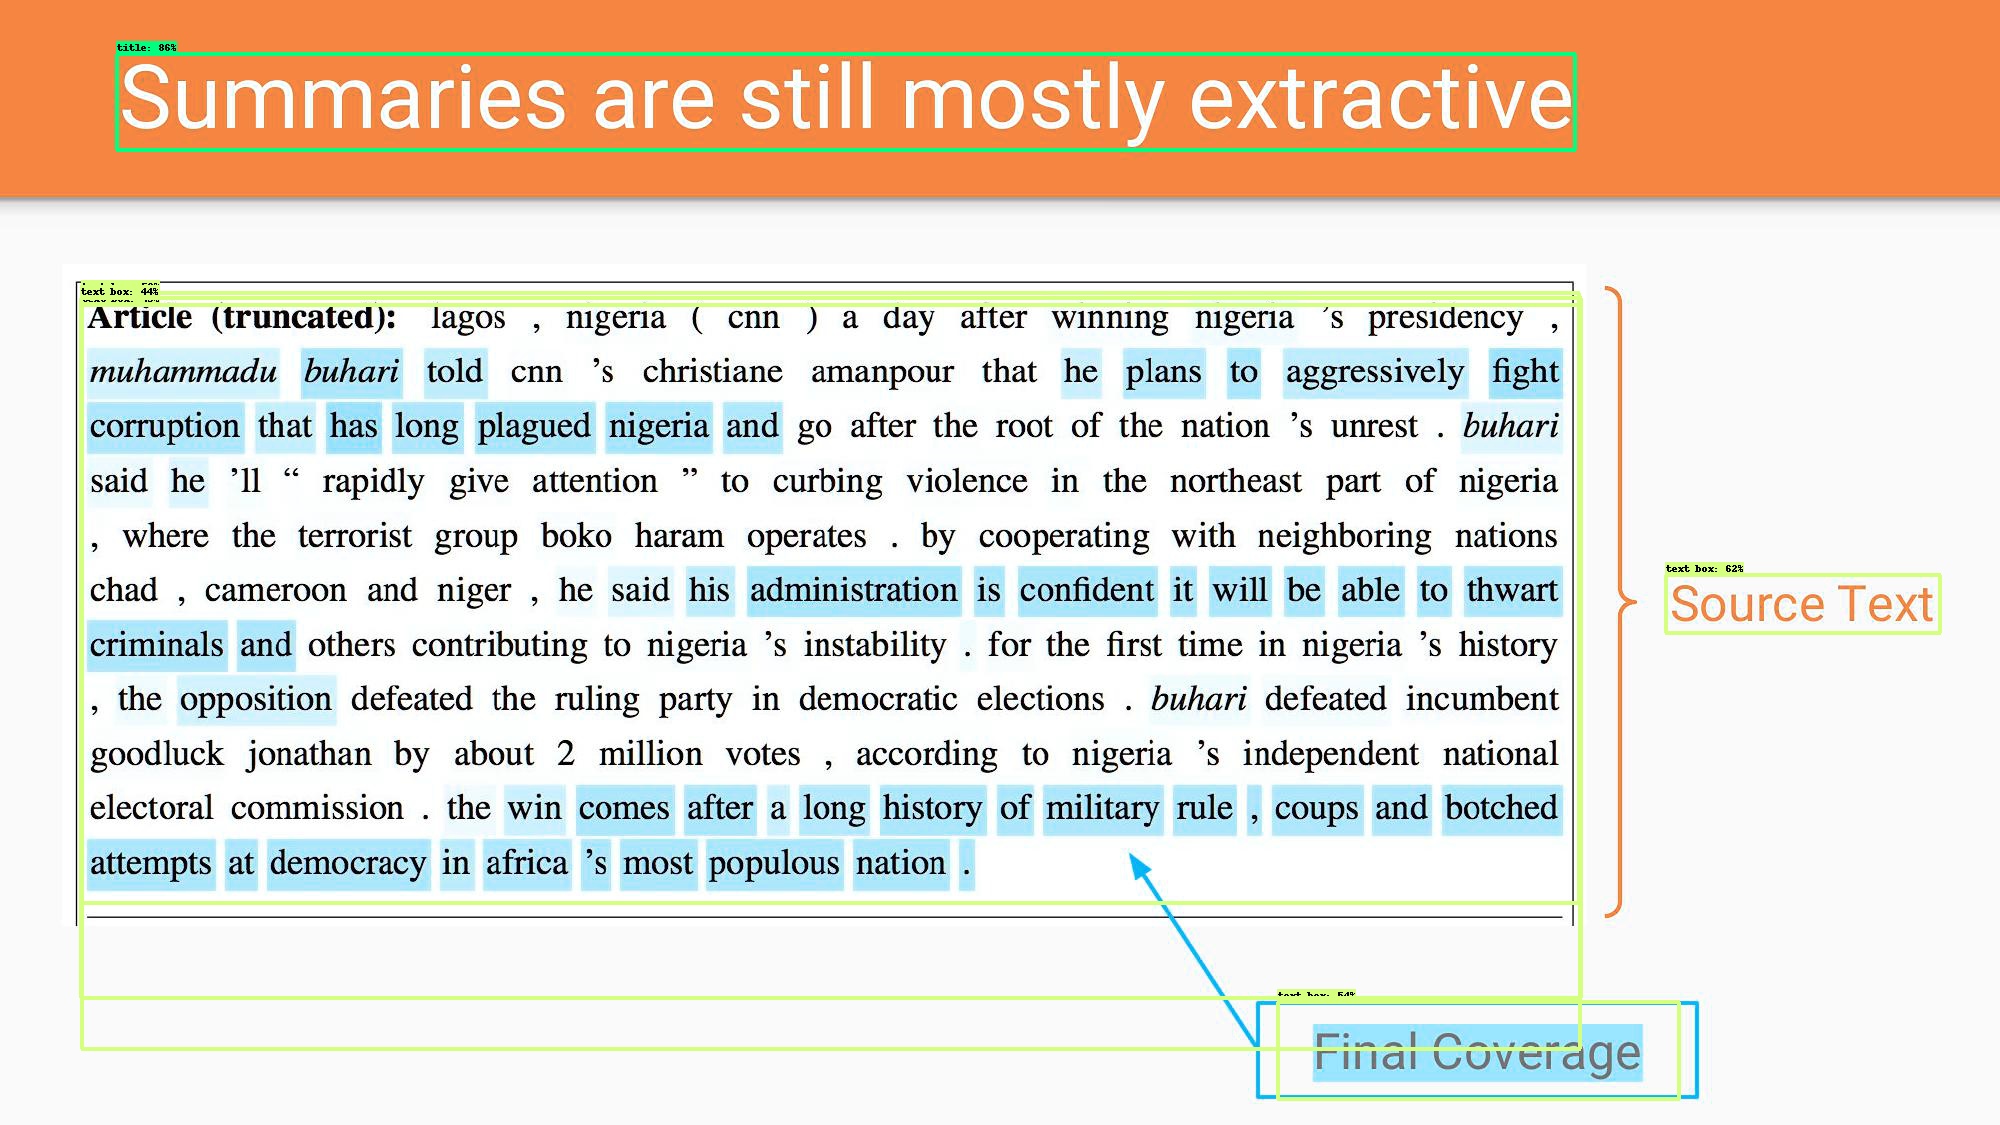 title: 86%
Summaries are still mostly extractive
text box: 44%
Article (truncated): lagos , nigeria ( cnn ) a day after winning nigeria 's presidency ,
muhammadu buhari told cnn 's christiane amanpour that he plans to aggressively fight
corruption that has long plagued nigeria and go after the root of the nation 's unrest . buhari
said he 'll “ rapidly give attention ” to curbing violence in the northeast part of nigeria
, where the terrorist group boko haram operates . by cooperating with neighboring nations
chad , cameroon and niger , he said his administration is confident it will be able to thwart
criminals and others contributing to nigeria 's instability . for the first time in nigeria 's history
, the opposition defeated the ruling party in democratic elections . buhari defeated incumbent
goodluck jonathan by about 2 million votes , according to nigeria 's independent national
electoral commission . the win comes after a long history of military rule , coups and botched
attempts at democracy in africa 's most populous nation .
text box: 62%
Source Text
text box: 54%
Final Coverage